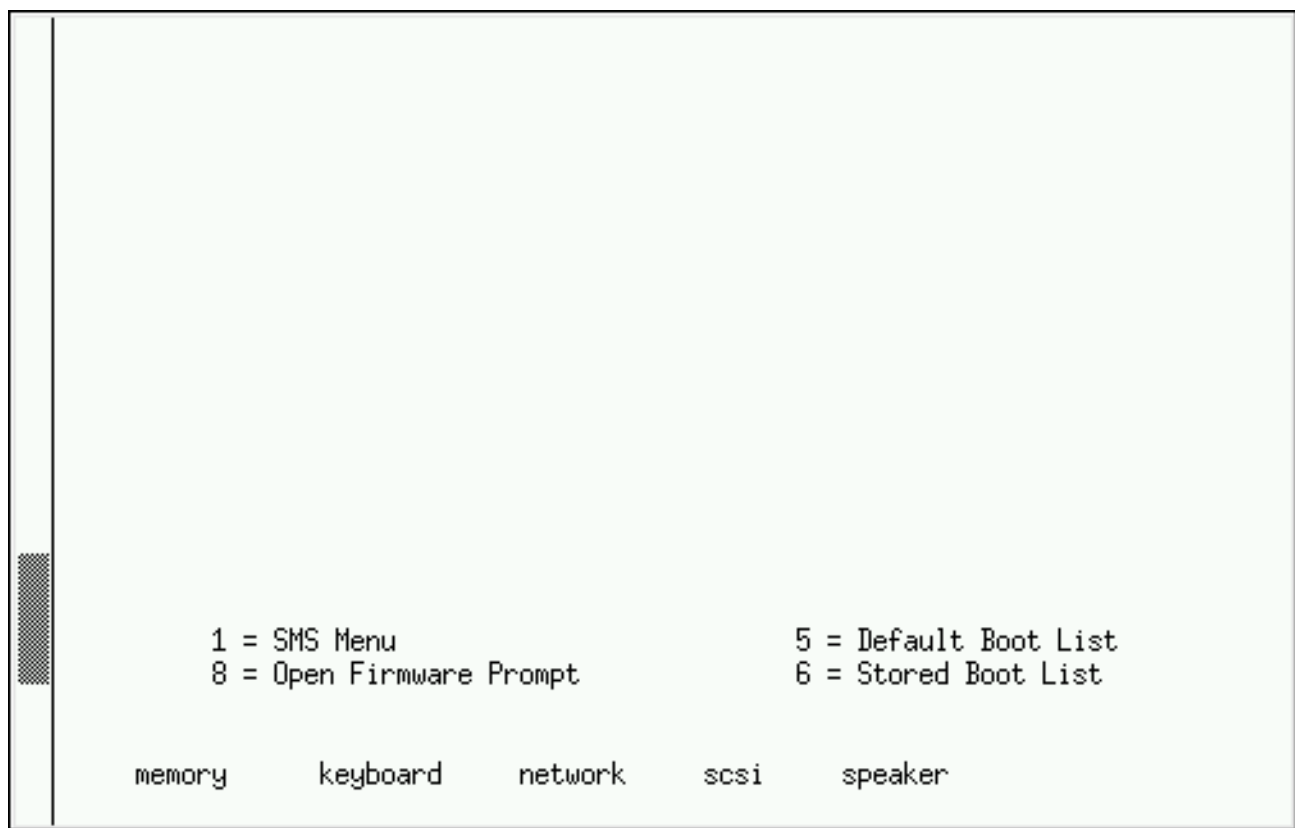 1 = SMS Menu 5 = Default Boot List
8 = Open Firmware Prompt 6 = Stored Boot List
memory keyboard network scsi speaker